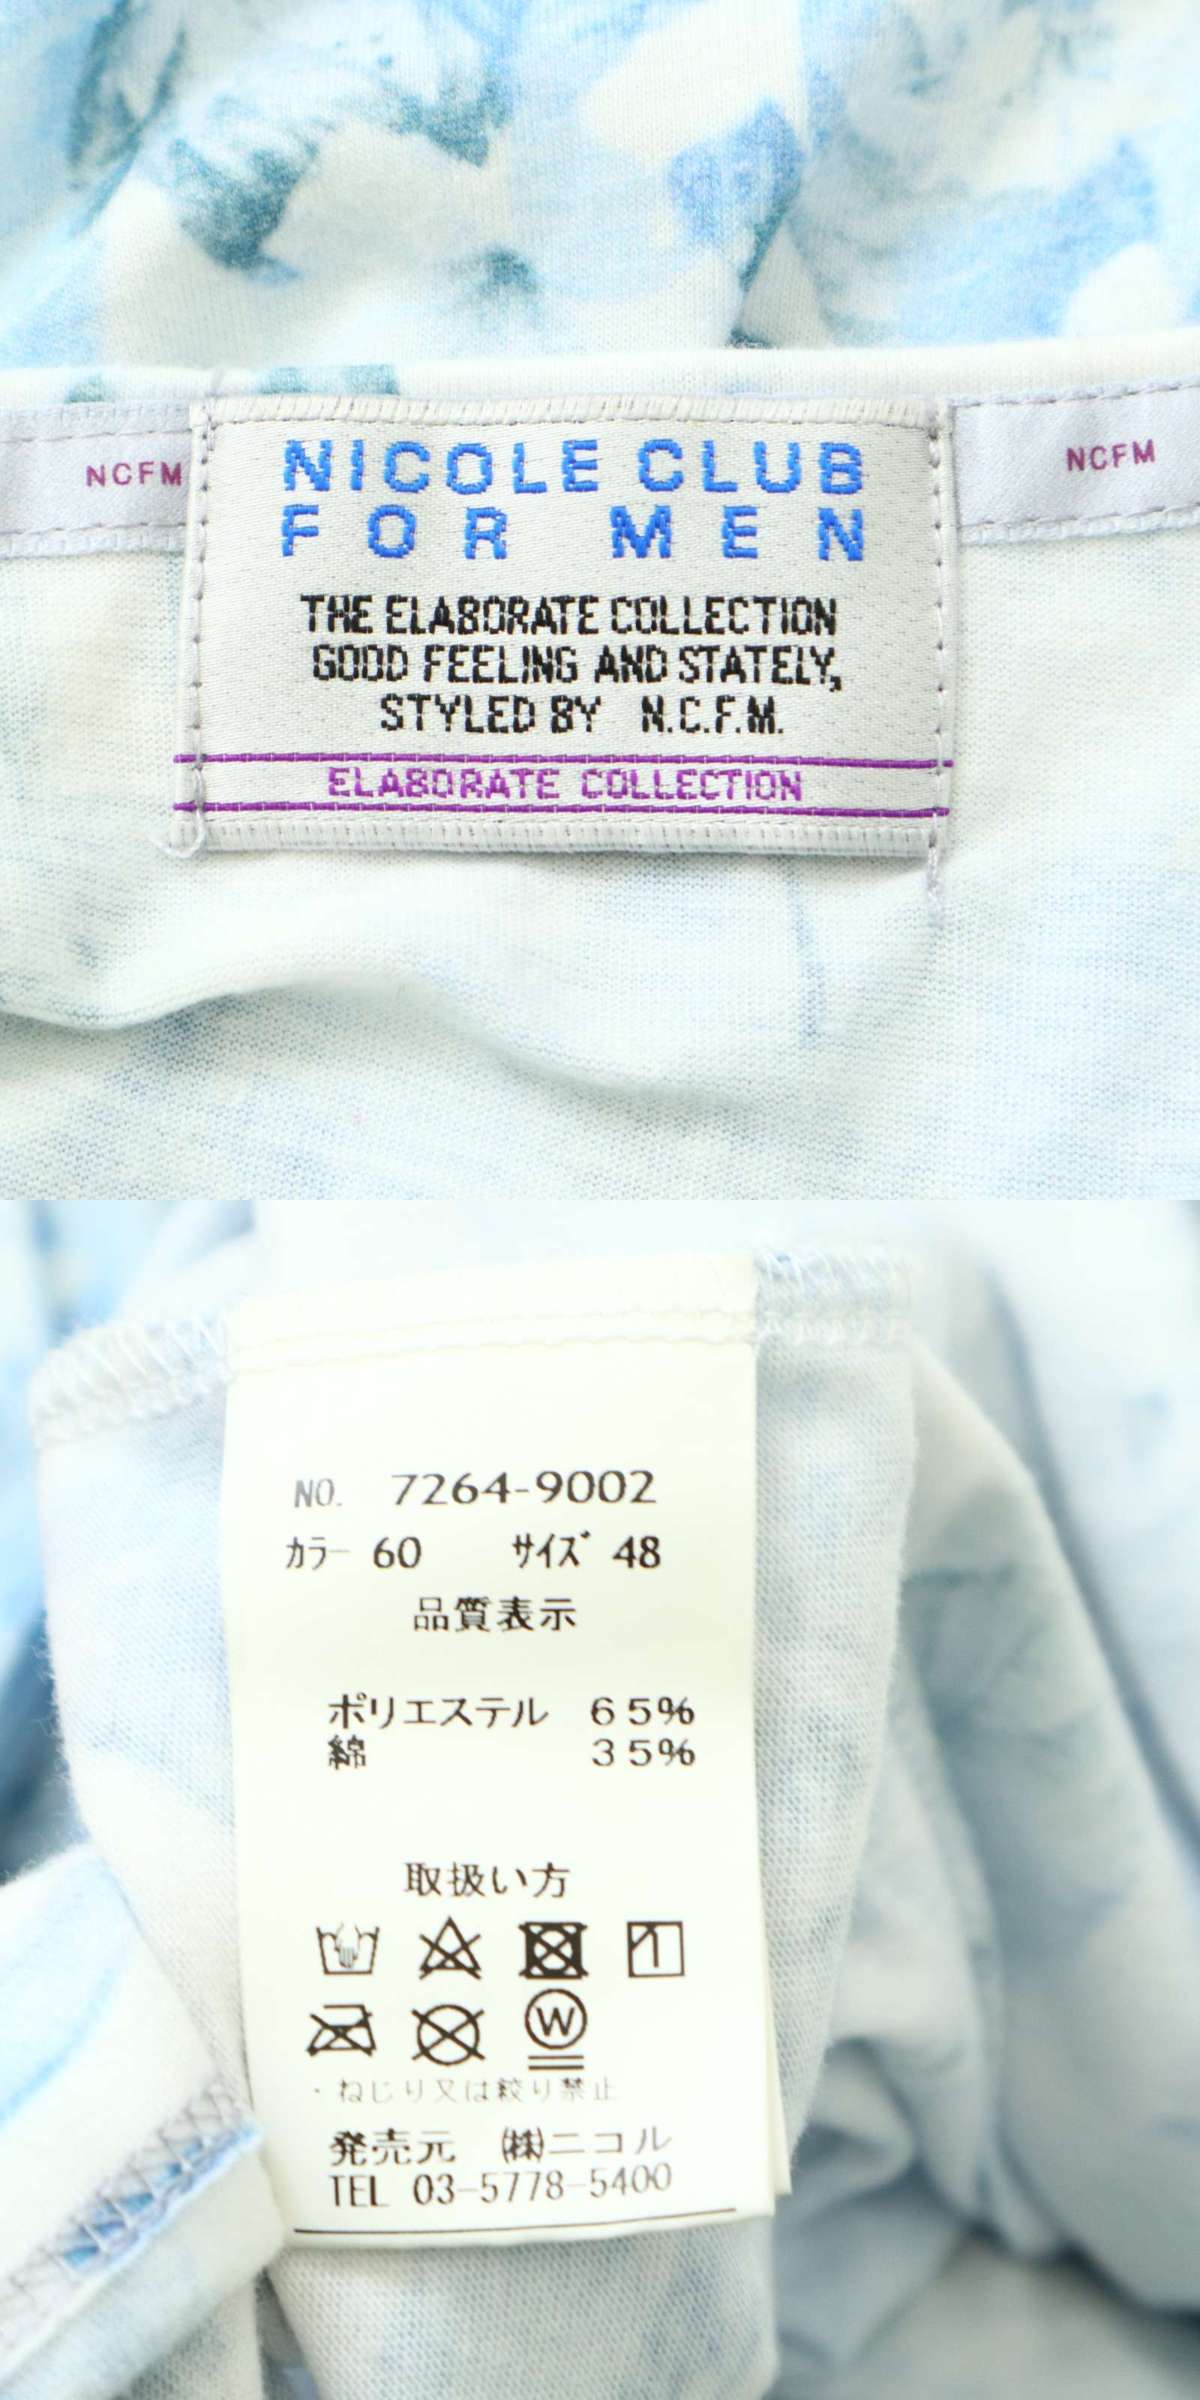 NCFM
NICOLE CLUB
FOR MEN
THE ELABORATE COLLECTION
GOOD FEELING AND STATELY,
STYLED BY N.C.F.M.
ELABORATE COLLECTION
NCFM
NO. 7264-9002
カラー 60 サイズ 48
品質表示
ポリエステル 65%
綿 35%
取扱い方
W
・ねじり又は絞り禁止
発売元 ㈱ニコル
TEL 03-5778-5400